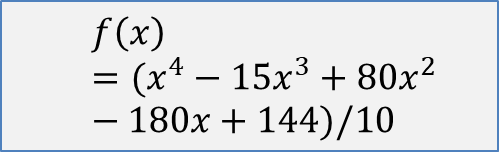 f(x)
= (x⁴ − 15x³ + 80x²
− 180x + 144)/10